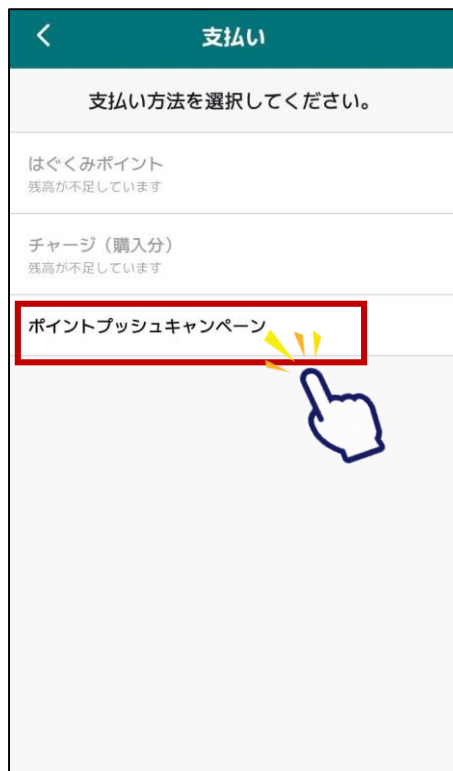 支払い
支払い方法を選択してください。
はぐくみポイント
残高が不足しています
チャージ（購入分）
残高が不足しています
ポイントプッシュキャンペーン